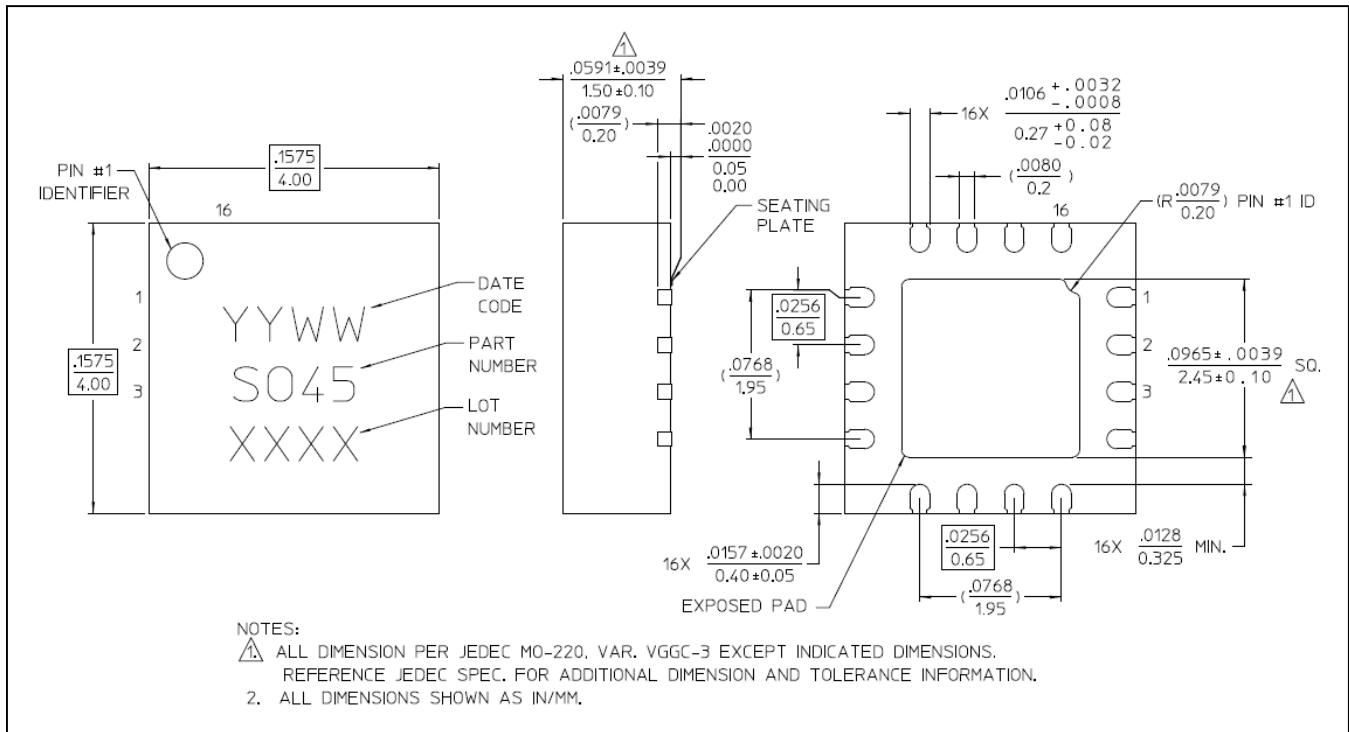 PIN #1
IDENTIFIER
.1575
4.00
16
.1575
4.00
1
2
3
YYWW
S045
XXXX
DATE
CODE
PART
NUMBER
LOT
NUMBER
1
.0591±.0039
1.50±0.10
(.0079
0.20)
.0020
.0000
0.05
0.00
SEATING
PLATE
16X .0106 +.0032
-.0008
0.27 +0.08
-0.02
(.0080
0.2)
16
(R.0079
0.20) PIN #1 ID
.0256
0.65
(.0768
1.95)
1
2
3
.0965±.0039
2.45±0.10 SQ.
1
16X .0157±.0020
0.40±0.05
EXPOSED PAD
.0256
0.65
(.0768
1.95)
16X .0128
0.325 MIN.
NOTES:
1. ALL DIMENSION PER JEDEC MO-220, VAR. VGGC-3 EXCEPT INDICATED DIMENSIONS.
REFERENCE JEDEC SPEC. FOR ADDITIONAL DIMENSION AND TOLERANCE INFORMATION.
2. ALL DIMENSIONS SHOWN AS IN/MM.